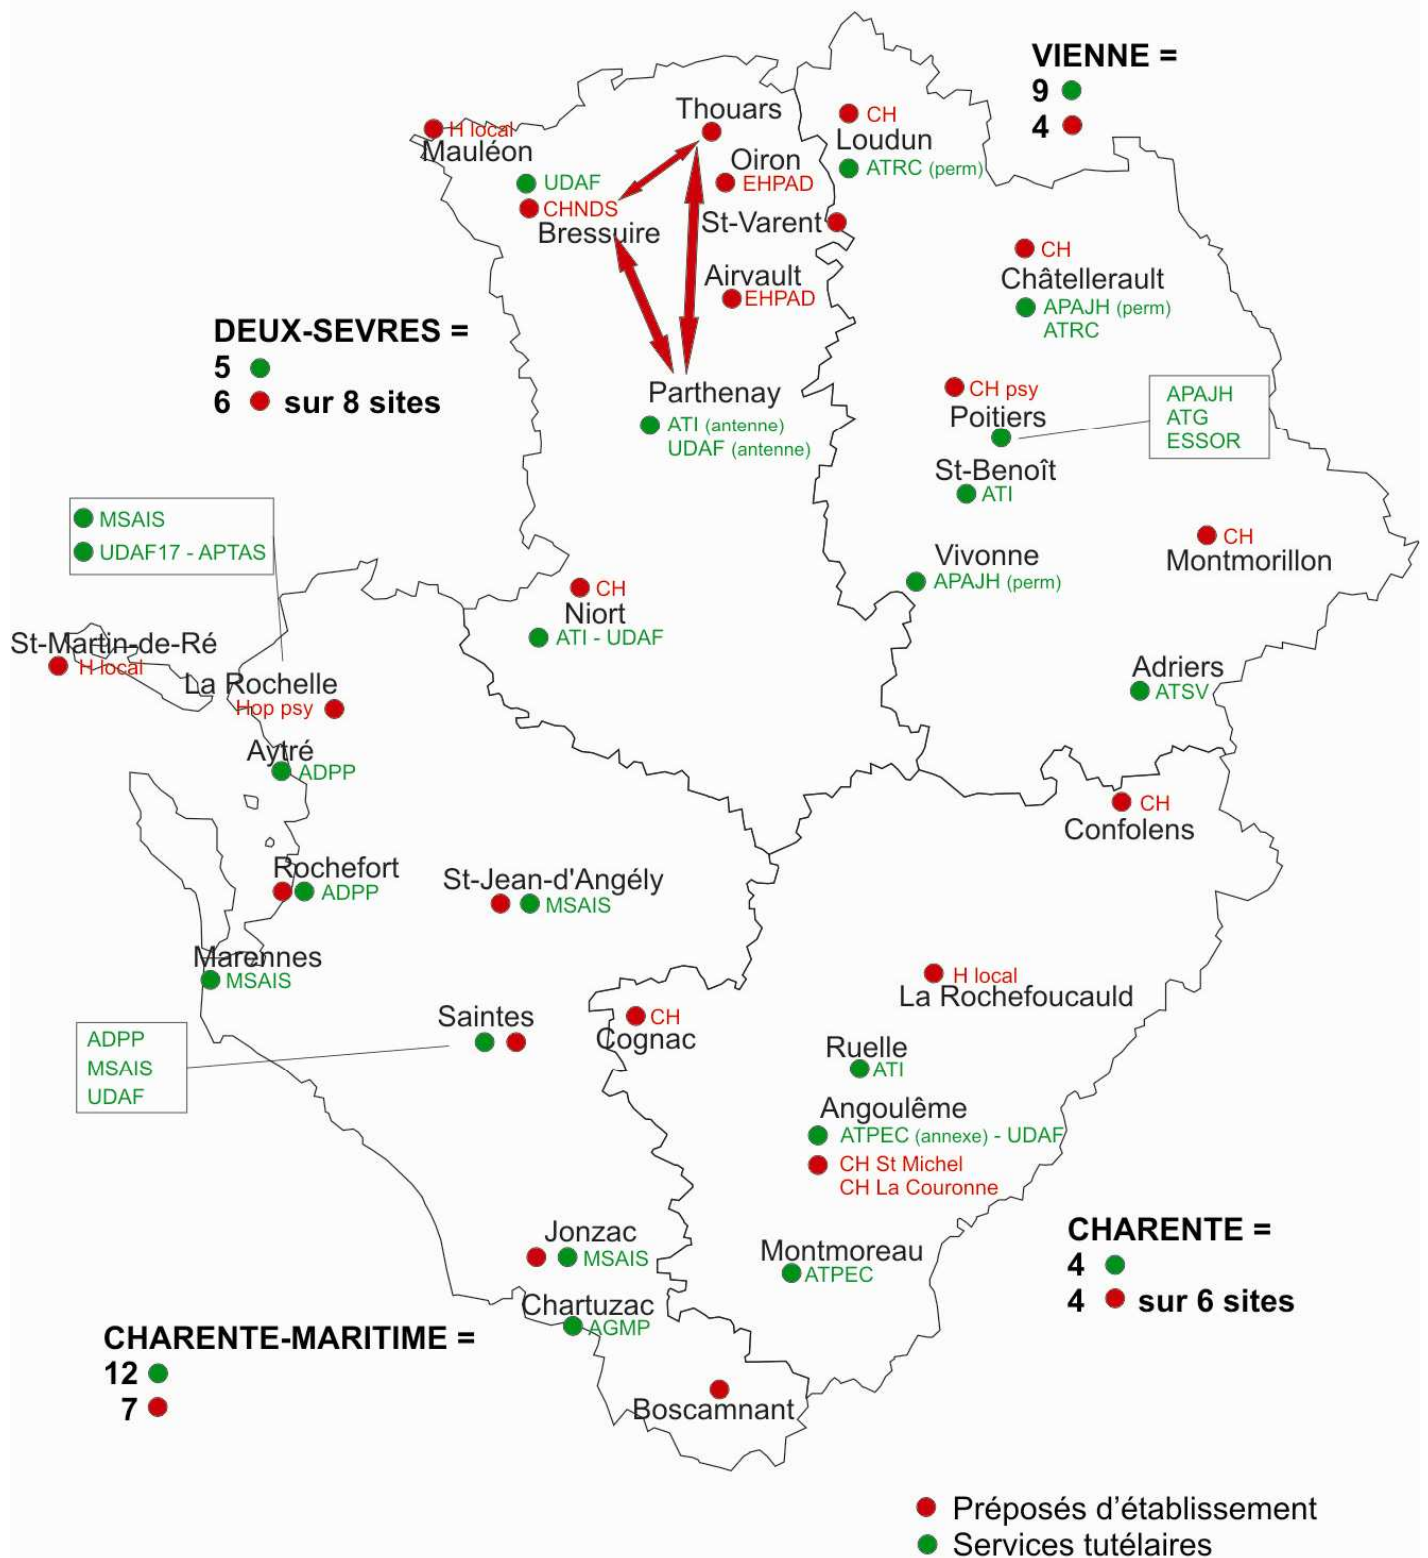 VIENNE =
9
4
Thouars
CH
Loudun
ATRC (perm)
H local
Mauléon
Oiron
EHPAD
UDAF
CHNDS
Bressuire
St-Varent
CH
Châtellerault
APAJH (perm)
ATRC
Airvault
EHPAD
DEUX-SEVRES =
5
6 sur 8 sites
Parthenay
ATI (antenne)
UDAF (antenne)
CH psy
Poitiers
APAJH
ATG
ESSOR
St-Benoît
ATI
MSAIS
UDAF17 - APTAS
CH
Montmorillon
Vivonne
APAJH (perm)
CH
Niort
ATI - UDAF
St-Martin-de-Ré
H local
La Rochelle
Hop psy
Adriers
ATSV
Aytré
ADPP
CH
Confolens
Rochefort
ADPP
St-Jean-d'Angély
MSAIS
Marennes
MSAIS
H local
La Rochefoucauld
Saintes
CH
Cognac
ADPP
MSAIS
UDAF
Ruelle
ATI
Angoulême
ATPEC (annexe) - UDAF
CH St Michel
CH La Couronne
Jonzac
MSAIS
Montmoreau
ATPEC
CHARENTE =
4
4 sur 6 sites
Chartuzac
AGMP
CHARENTE-MARITIME =
12
7
Boscamnant
Préposés d'établissement
Services tutélaires